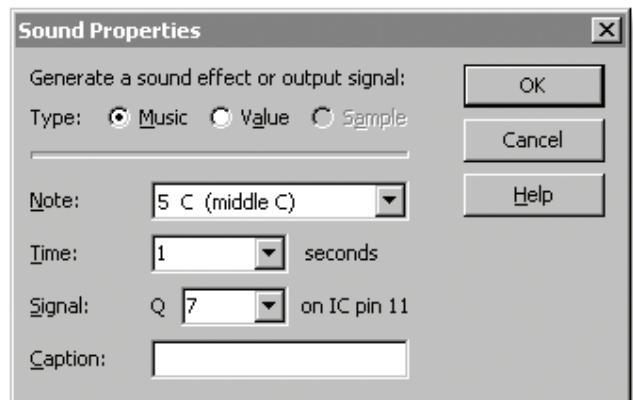 Sound Properties
Generate a sound effect or output signal:
Type: Music Value Sample
Note: 5 C (middle C)
Time: 1 seconds
Signal: Q 7 on IC pin 11
Caption:
OK
Cancel
Help